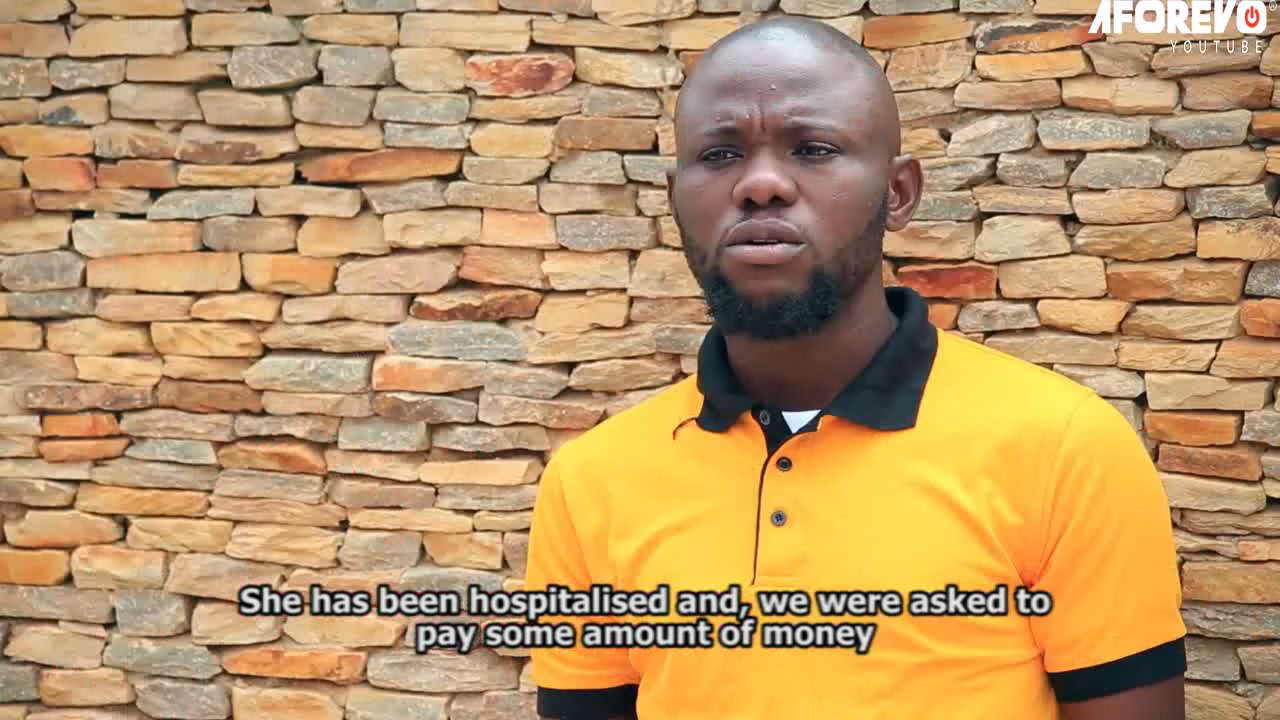 AFOREVO®
YOUTUBE
She has been hospitalised and, we were asked to
pay some amount of money